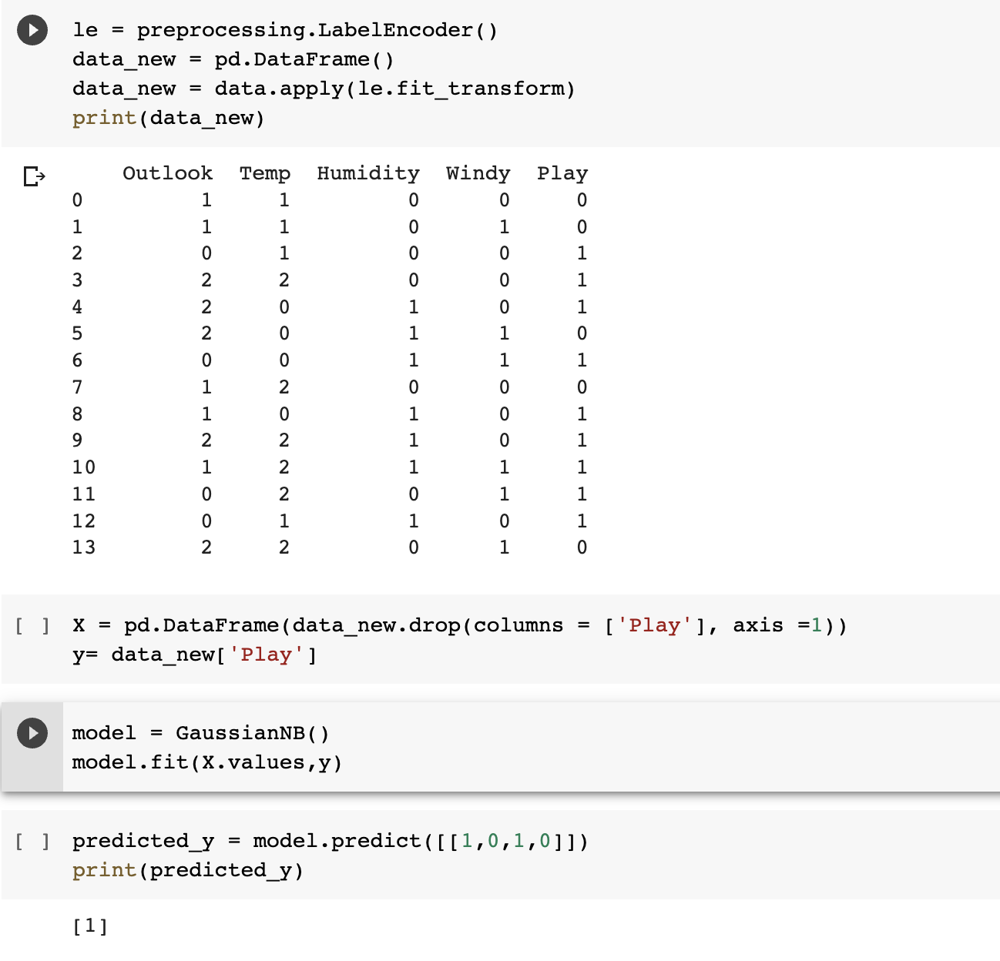 le = preprocessing.LabelEncoder()
data_new = pd.DataFrame()
data_new = data.apply(le.fit_transform)
print(data_new)
Outlook Temp Humidity Windy Play
0 1 1 0 0 0
1 1 1 0 1 0
2 0 1 0 0 1
3 2 2 0 0 1
4 2 0 1 0 1
5 2 0 1 1 0
6 0 0 1 1 1
7 1 2 0 0 0
8 1 0 1 0 1
9 2 2 1 0 1
10 1 2 1 1 1
11 0 2 0 1 1
12 0 1 1 0 1
13 2 2 0 1 0
[ ] X = pd.DataFrame(data_new.drop(columns = ['Play'], axis =1))
y= data_new['Play']
model = GaussianNB()
model.fit(X.values,y)
[ ] predicted_y = model.predict([[1,0,1,0]])
print(predicted_y)
[1]